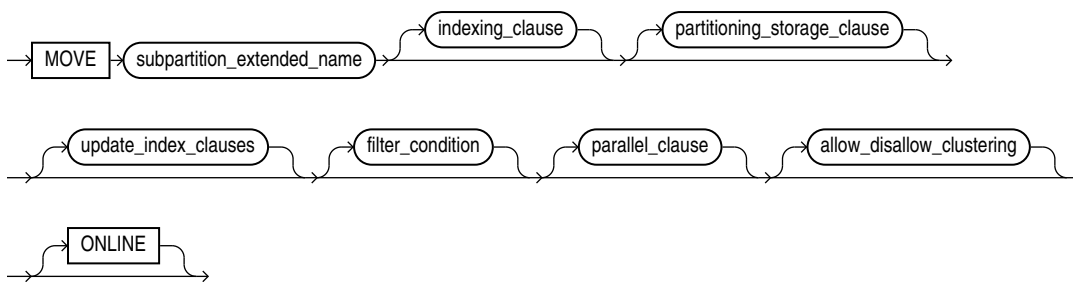 MOVE subpartition_extended_name indexing_clause partitioning_storage_clause
update_index_clauses filter_condition parallel_clause allow_disallow_clustering
ONLINE